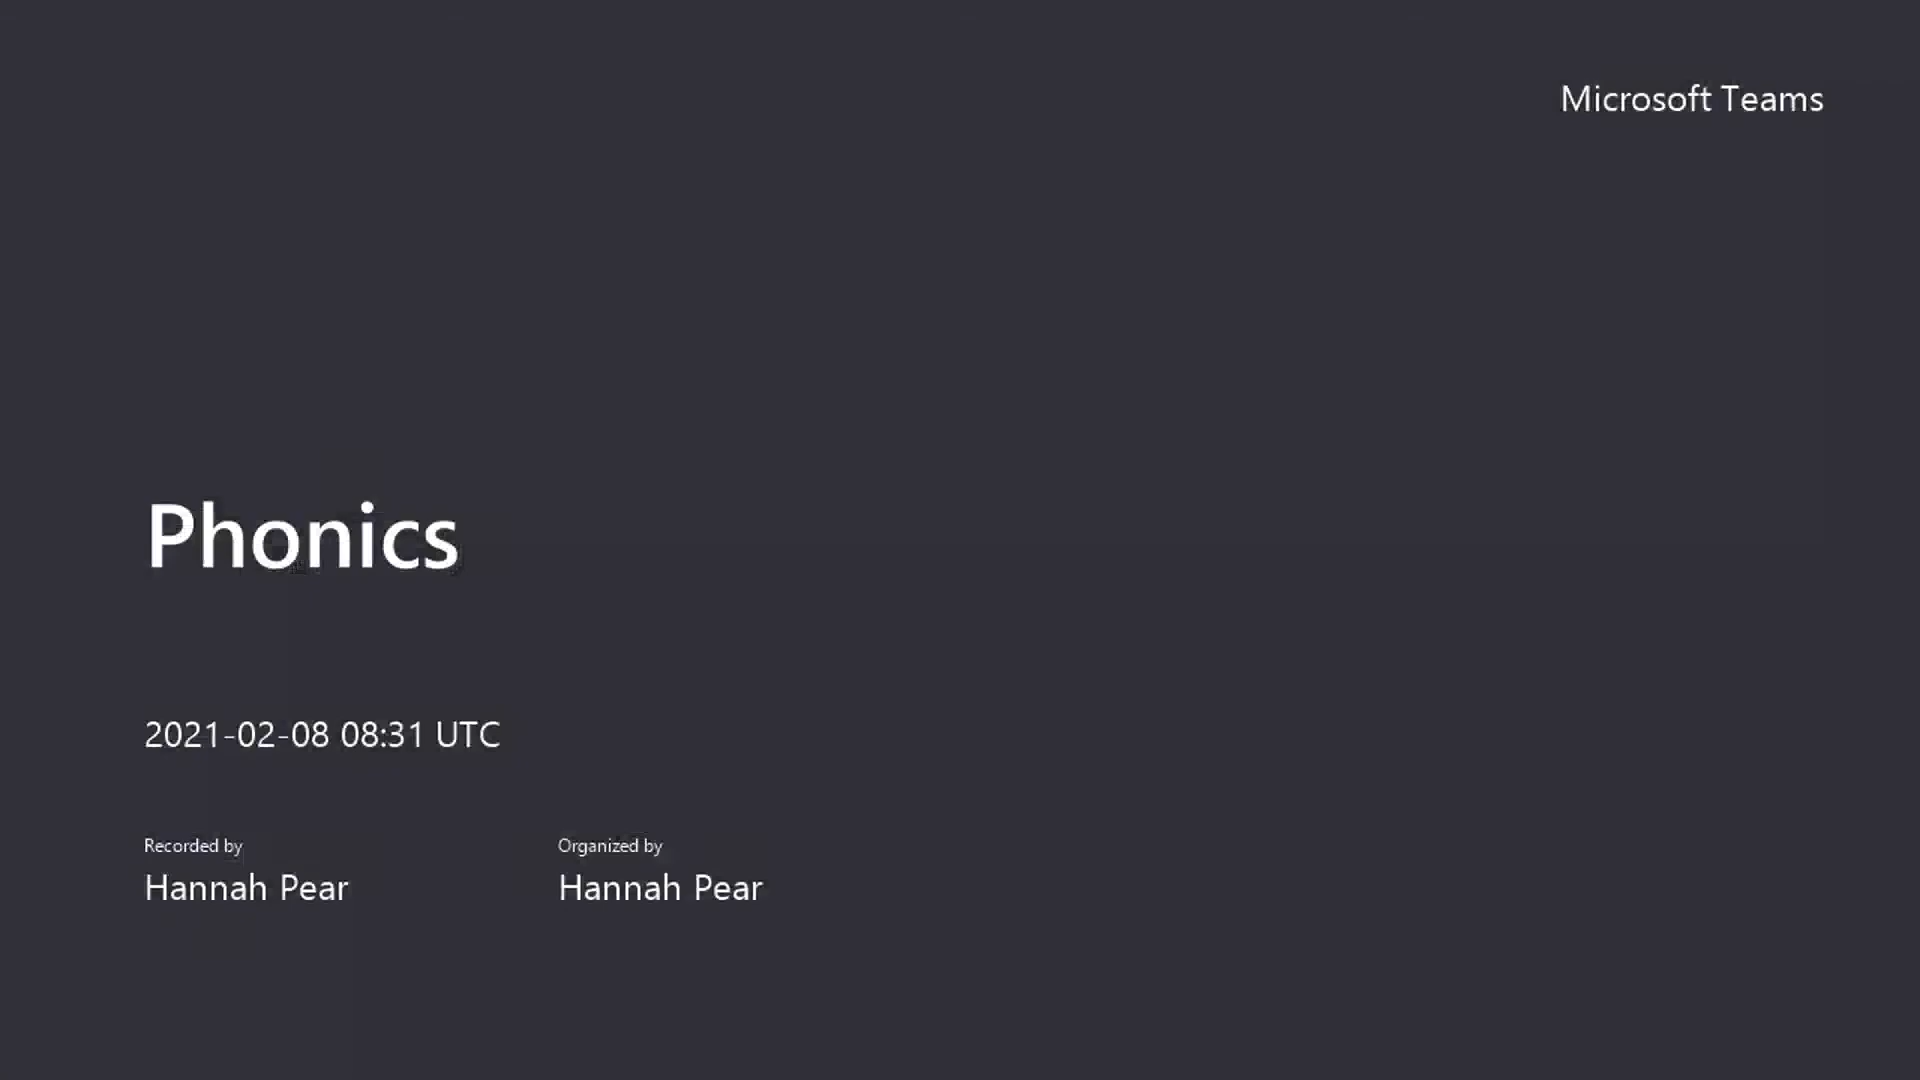 Microsoft Teams
Phonics
2021-02-08 08:31 UTC
Recorded by
Hannah Pear
Organized by
Hannah Pear